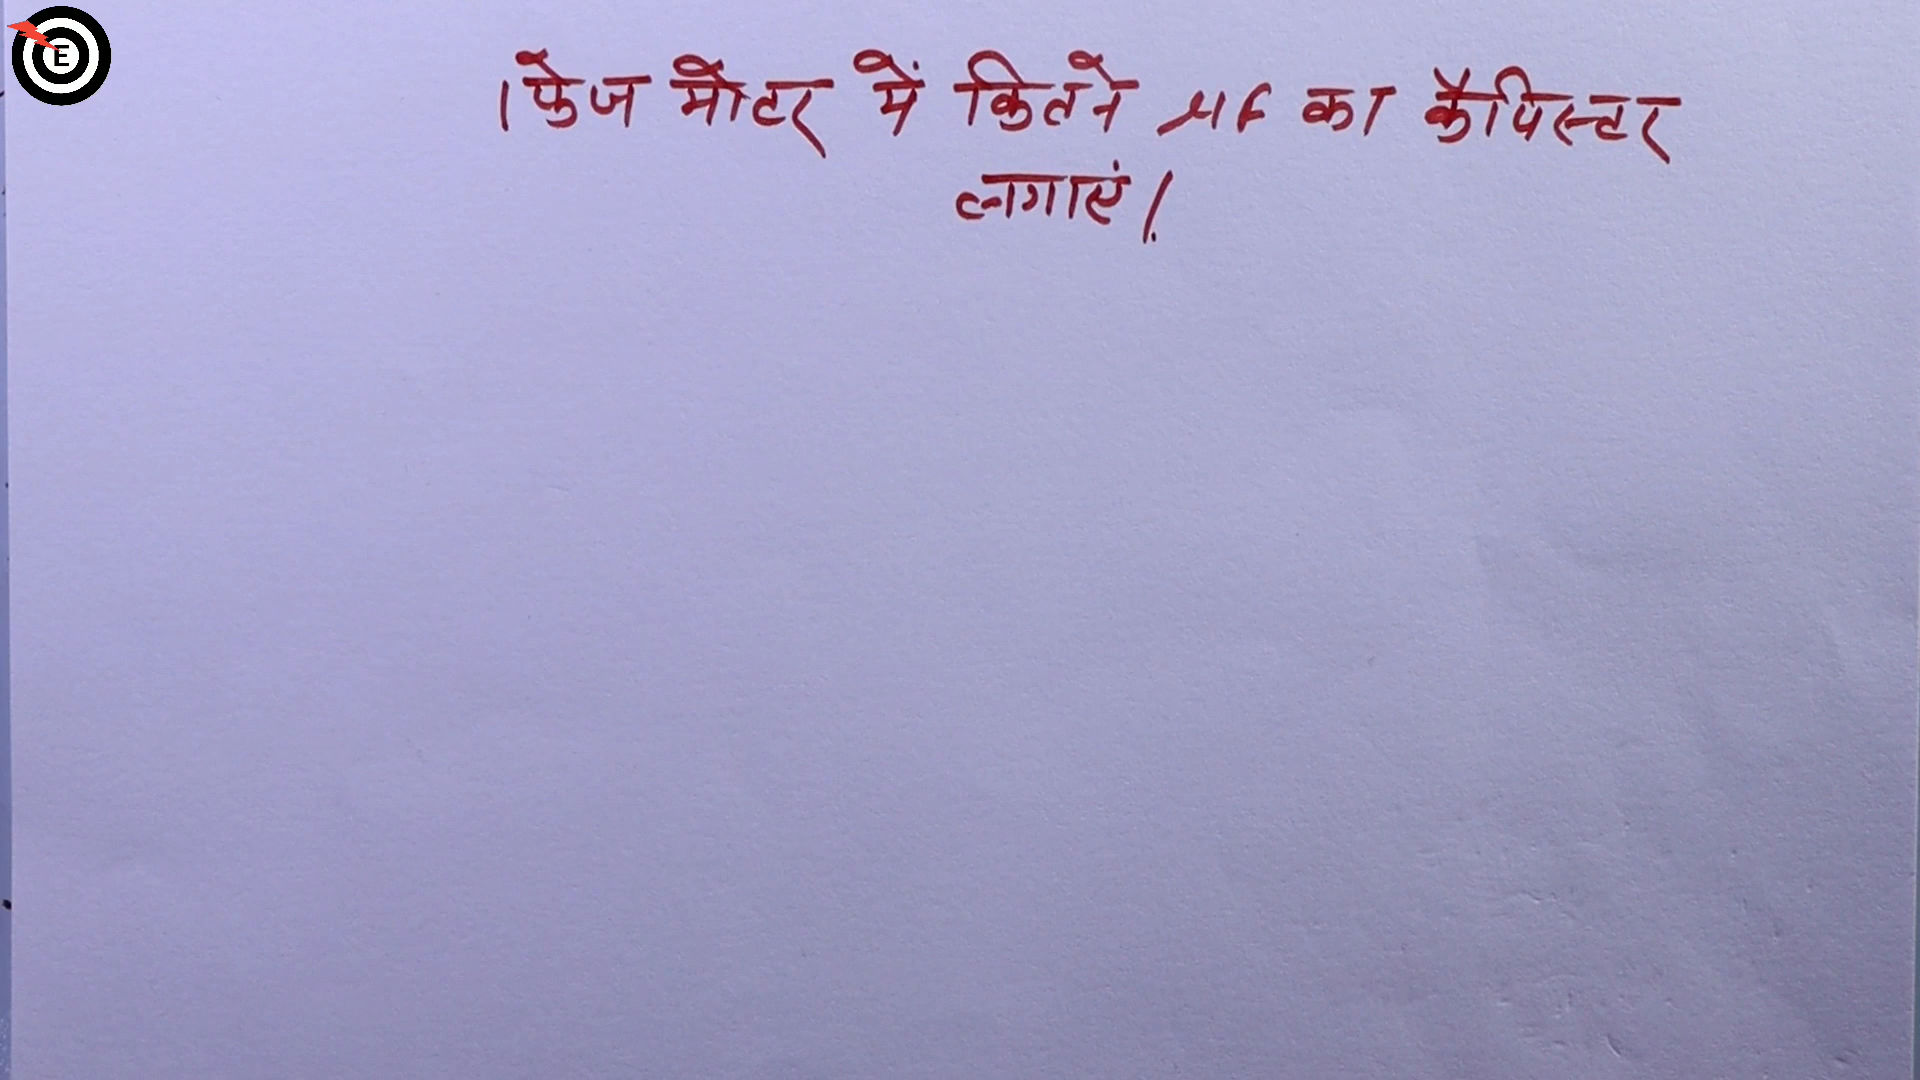 E
1 फेज मोटर में कितने µF का कैपिस्टर
लगाएं /.